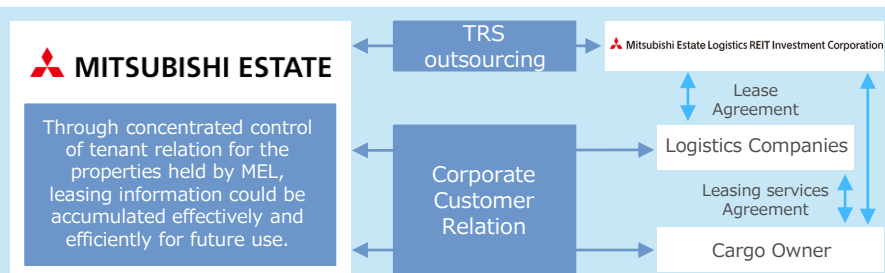 MITSUBISHI ESTATE
Through concentrated control
of tenant relation for the
properties held by MEL,
leasing information could be
accumulated effectively and
efficiently for future use.
TRS
outsourcing
Corporate
Customer
Relation
Mitsubishi Estate Logistics REIT Investment Corporation
Lease
Agreement
Logistics Companies
Leasing services
Agreement
Cargo Owner